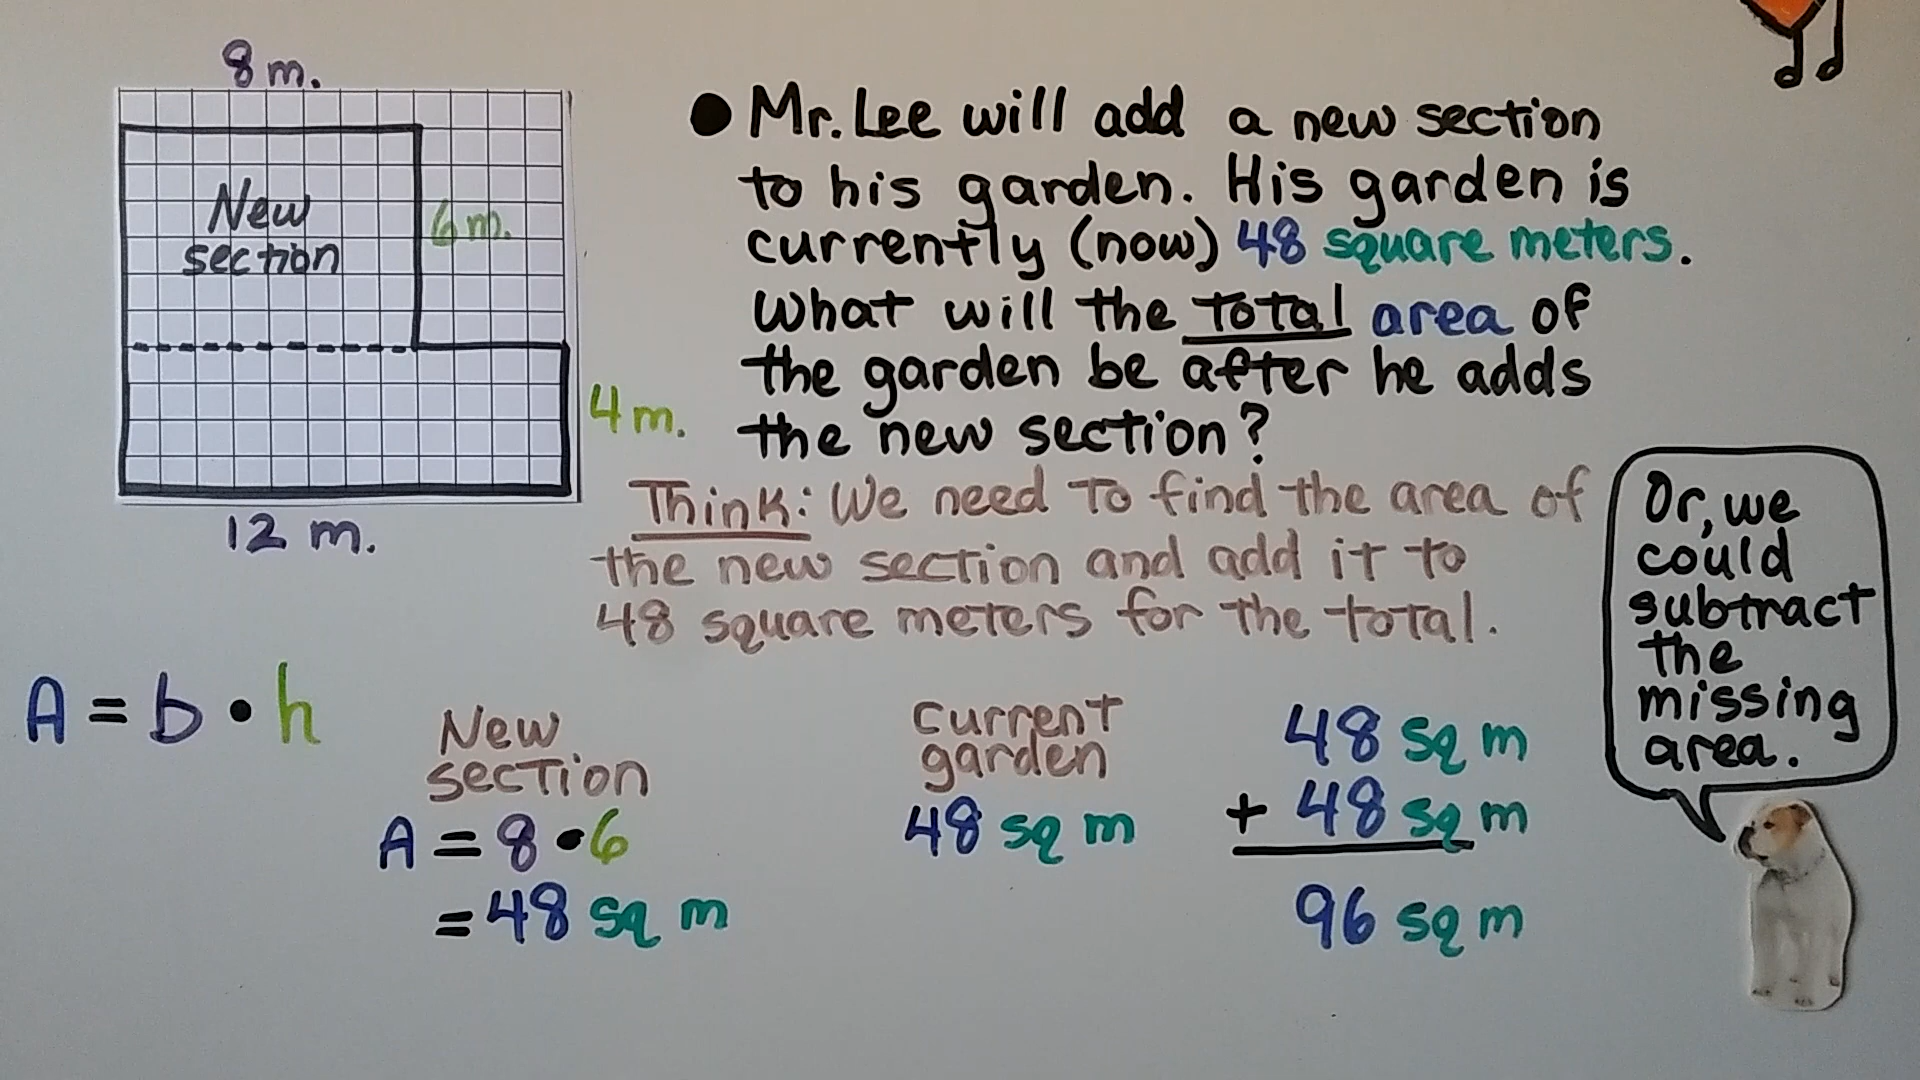 8 m.
New
section
6 m.
4 m.
12 m.
• Mr. Lee will add a new section
to his garden. His garden is
currently (now) 48 square meters.
What will the total area of
the garden be after he adds
the new section?
Think: We need to find the area of
the new section and add it to
48 square meters for the total.
Or, we
could
subtract
the
missing
area.
A = b • h
New
section
A = 8 • 6
= 48 sq m
current
garden
48 sq m
48 sq m
+ 48 sq m
96 sq m